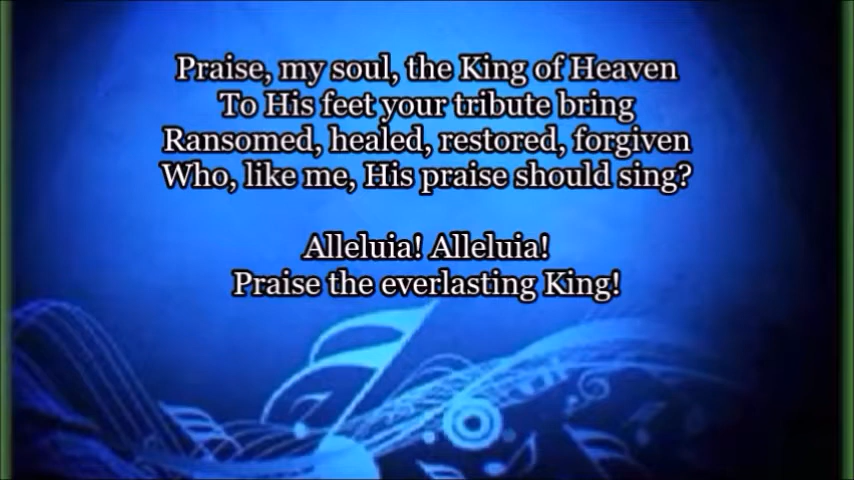 Praise, my soul, the King of Heaven
To His feet your tribute bring
Ransomed, healed, restored, forgiven
Who, like me, His praise should sing?
Alleluia! Alleluia!
Praise the everlasting King!